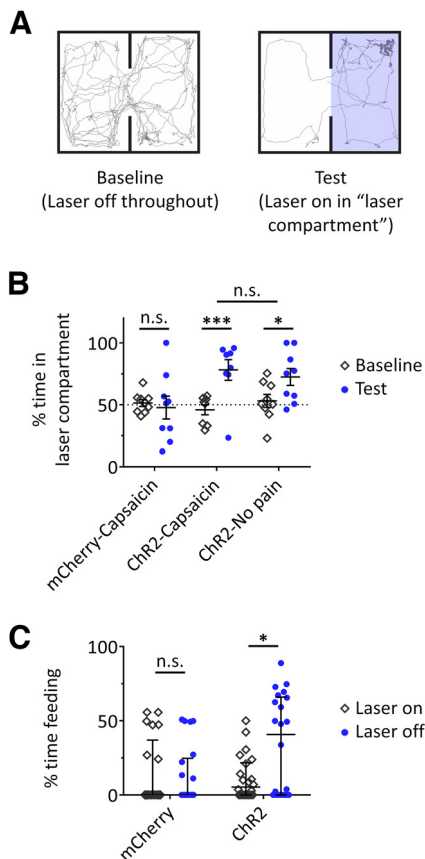 A
Baseline
(Laser off throughout)
Test
(Laser on in “laser
compartment”)
B
n.s.
n.s.
***
*
% time in
laser compartment
100
50
0
Baseline
Test
mCherry-Capsaicin
ChR2-Capsaicin
ChR2-No pain
C
% time feeding
100
50
0
n.s.
*
Laser on
Laser off
mCherry
ChR2